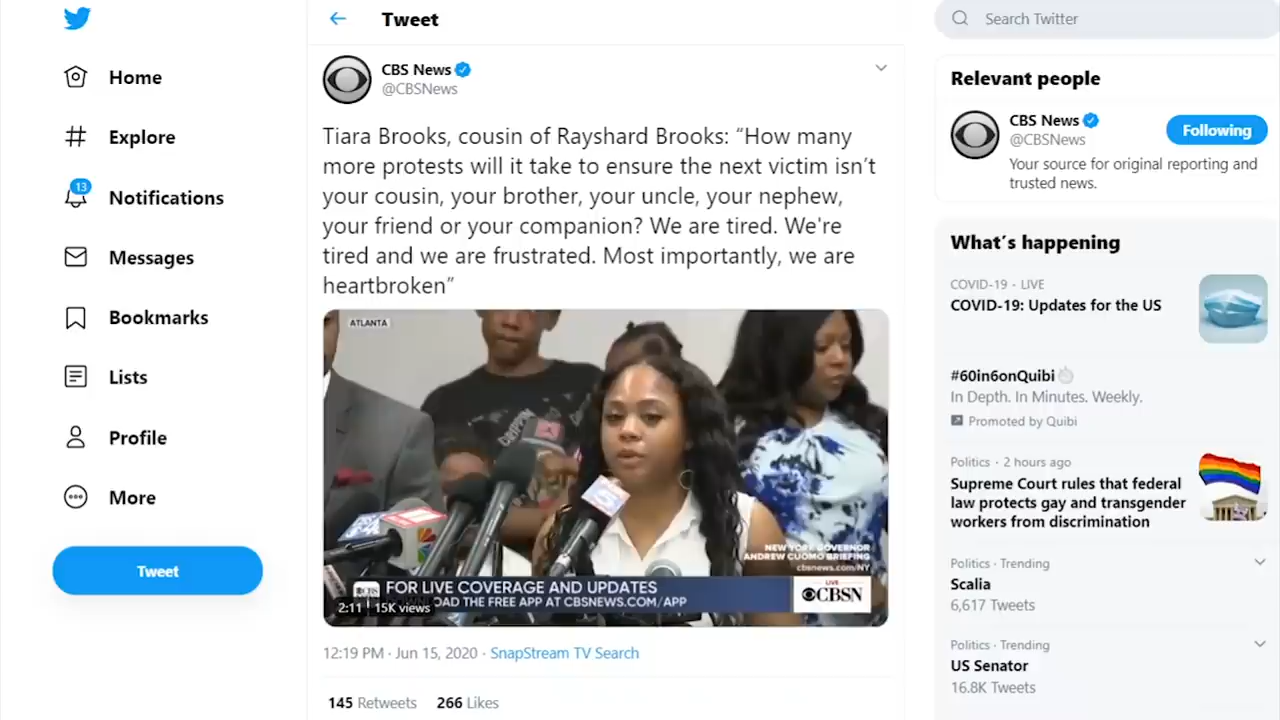 Home
Explore
13
Notifications
Messages
Bookmarks
Lists
Profile
More
Tweet
Tweet
CBS News
@CBSNews
Tiara Brooks, cousin of Rayshard Brooks: “How many
more protests will it take to ensure the next victim isn’t
your cousin, your brother, your uncle, your nephew,
your friend or your companion? We are tired. We're
tired and we are frustrated. Most importantly, we are
heartbroken”
ATLANTA
NEW YORK GOVERNOR
ANDREW CUOMO BRIEFING
cbsnews.com/NY
FOR LIVE COVERAGE AND UPDATES
AD THE FREE APP AT CBSNEWS.COM/APP
LIVE
CBSN
2:11 | 15K views
12:19 PM · Jun 15, 2020 · SnapStream TV Search
145 Retweets 266 Likes
Search Twitter
Relevant people
CBS News
@CBSNews
Following
Your source for original reporting and
trusted news.
What’s happening
COVID-19 · LIVE
COVID-19: Updates for the US
#60in6onQuibi
In Depth. In Minutes. Weekly.
Promoted by Quibi
Politics · 2 hours ago
Supreme Court rules that federal
law protects gay and transgender
workers from discrimination
Politics · Trending
Scalia
6,617 Tweets
Politics · Trending
US Senator
16.8K Tweets